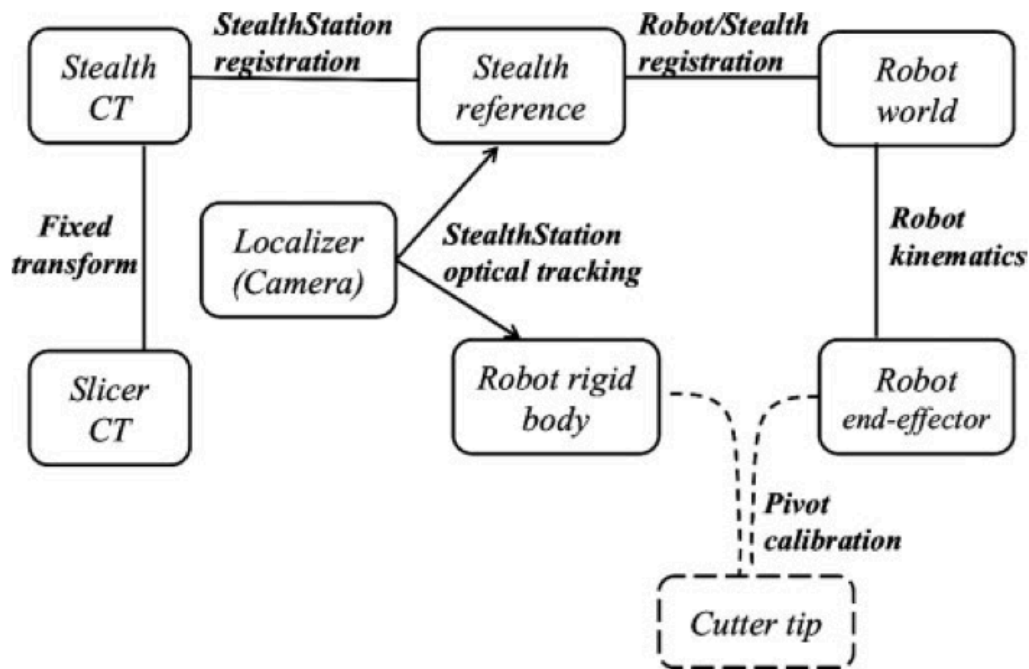 StealthStation
registration
Robot/Stealth
registration
Stealth
CT
Stealth
reference
Robot
world
Fixed
transform
Localizer
(Camera)
StealthStation
optical tracking
Robot
kinematics
Slicer
CT
Robot rigid
body
Robot
end-effector
Pivot
calibration
Cutter tip